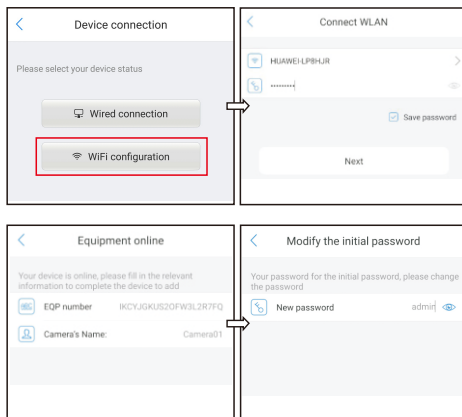 Device connection
Please select your device status
Wired connection
WiFi configuration
Connect WLAN
HUAWEI-LP8HJR
•••••••••
Save password
Next
Equipment online
Your device is online, please fill in the relevant
information to complete the device to add
EQP number IKCYJGKUS2OFW3L2R7FQ
Camera's Name: Camera01
Modify the initial password
Your password for the initial password, please change
the password
New password admin